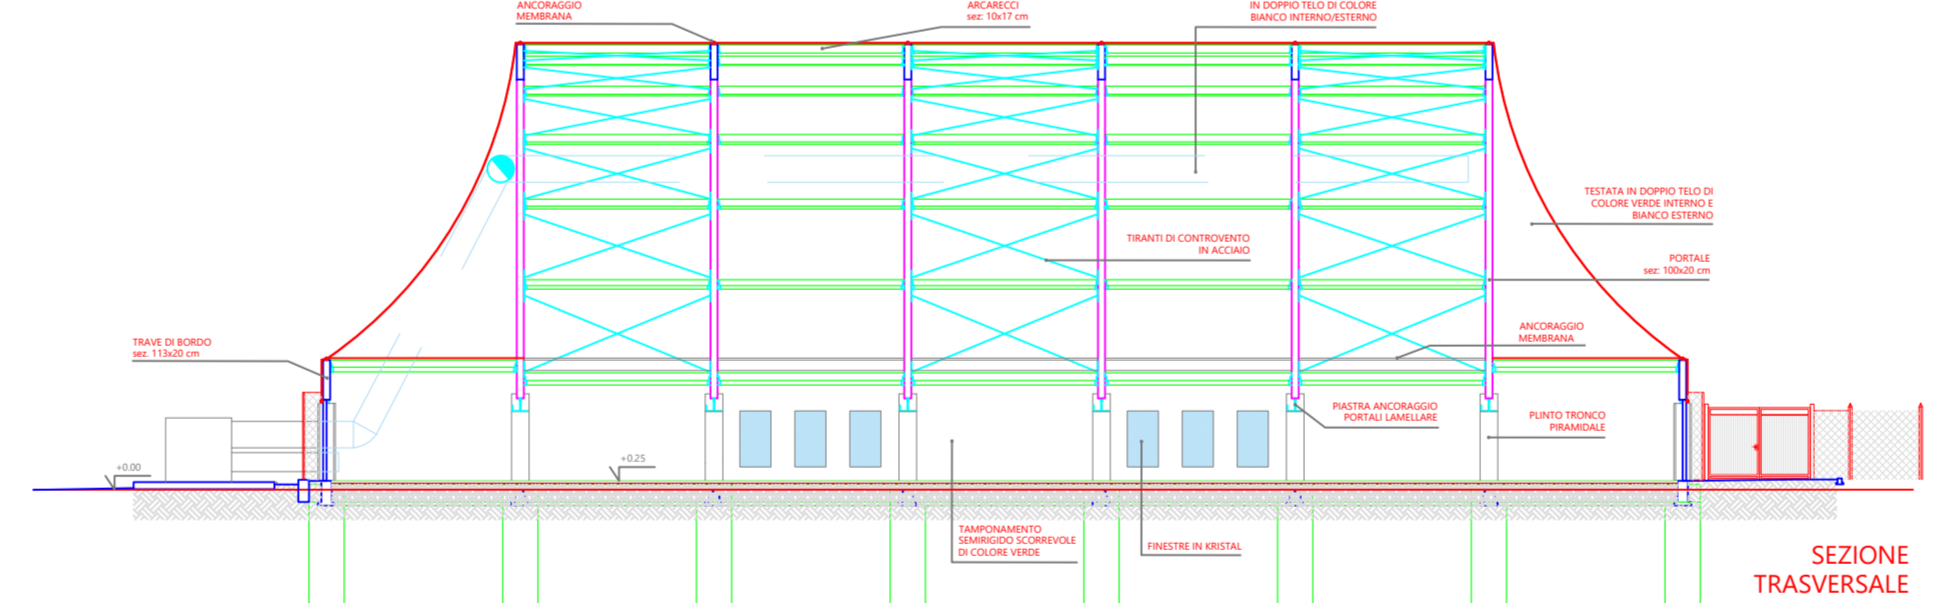 ANCORAGGIO
MEMBRANA
ARCARECCI
sez: 10x17 cm
IN DOPPIO TELO DI COLORE
BIANCO INTERNO/ESTERNO
TESTATA IN DOPPIO TELO DI
COLORE VERDE INTERNO E
BIANCO ESTERNO
TIRANTI DI CONTROVENTO
IN ACCIAIO
PORTALE
sez: 100x20 cm
ANCORAGGIO
MEMBRANA
TRAVE DI BORDO
sez. 113x20 cm
PIASTRA ANCORAGGIO
PORTALI LAMELLARE
PLINTO TRONCO
PIRAMIDALE
+0.00
+0.25
TAMPONAMENTO
SEMIRIGIDO SCORREVOLE
DI COLORE VERDE
FINESTRE IN KRISTAL
SEZIONE
TRASVERSALE